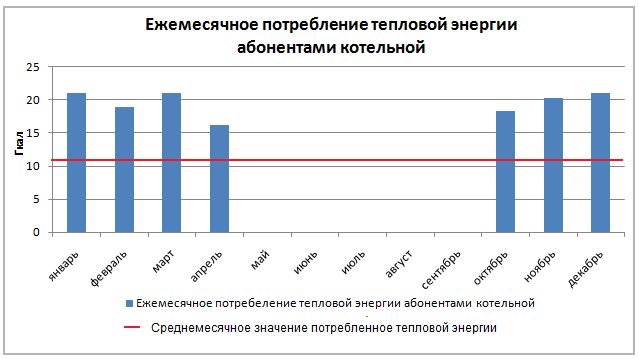 Ежемесячное потребление тепловой энергии
абонентами котельной
25
20
15
10
5
0
Гкал
январь
февраль
март
апрель
май
июнь
июль
август
сентябрь
октябрь
ноябрь
декабрь
Ежемесячное потребеление тепловой энергии абонентами котельной
Среднемесячное значение потребленное тепловой энергии